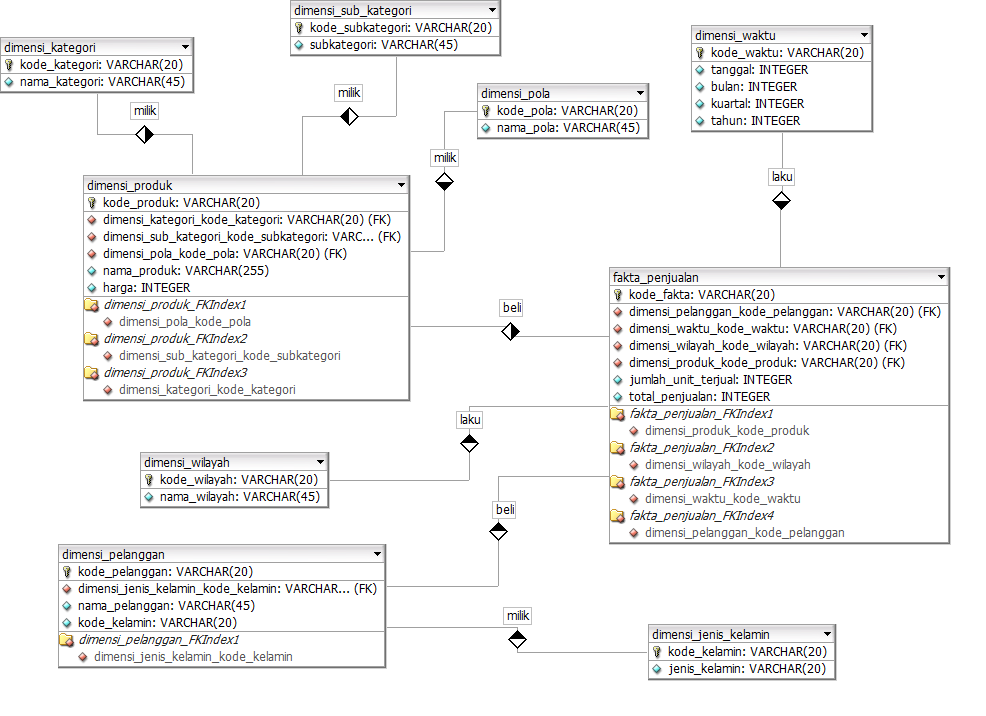 dimensi_sub_kategori
kode_subkategori: VARCHAR(20)
subkategori: VARCHAR(45)
dimensi_kategori
kode_kategori: VARCHAR(20)
nama_kategori: VARCHAR(45)
dimensi_waktu
kode_waktu: VARCHAR(20)
tanggal: INTEGER
bulan: INTEGER
kuartal: INTEGER
tahun: INTEGER
milik
milik
dimensi_pola
kode_pola: VARCHAR(20)
nama_pola: VARCHAR(45)
milik
laku
dimensi_produk
kode_produk: VARCHAR(20)
dimensi_kategori_kode_kategori: VARCHAR(20) (FK)
dimensi_sub_kategori_kode_subkategori: VARC... (FK)
dimensi_pola_kode_pola: VARCHAR(20) (FK)
nama_produk: VARCHAR(255)
harga: INTEGER
dimensi_produk_FKIndex1
dimensi_pola_kode_pola
dimensi_produk_FKIndex2
dimensi_sub_kategori_kode_subkategori
dimensi_produk_FKIndex3
dimensi_kategori_kode_kategori
beli
fakta_penjualan
kode_fakta: VARCHAR(20)
dimensi_pelanggan_kode_pelanggan: VARCHAR(20) (FK)
dimensi_waktu_kode_waktu: VARCHAR(20) (FK)
dimensi_wilayah_kode_wilayah: VARCHAR(20) (FK)
dimensi_produk_kode_produk: VARCHAR(20) (FK)
jumlah_unit_terjual: INTEGER
total_penjualan: INTEGER
fakta_penjualan_FKIndex1
dimensi_produk_kode_produk
fakta_penjualan_FKIndex2
dimensi_wilayah_kode_wilayah
fakta_penjualan_FKIndex3
dimensi_waktu_kode_waktu
fakta_penjualan_FKIndex4
dimensi_pelanggan_kode_pelanggan
laku
dimensi_wilayah
kode_wilayah: VARCHAR(20)
nama_wilayah: VARCHAR(45)
beli
dimensi_pelanggan
kode_pelanggan: VARCHAR(20)
dimensi_jenis_kelamin_kode_kelamin: VARCHAR... (FK)
nama_pelanggan: VARCHAR(45)
kode_kelamin: VARCHAR(20)
dimensi_pelanggan_FKIndex1
dimensi_jenis_kelamin_kode_kelamin
milik
dimensi_jenis_kelamin
kode_kelamin: VARCHAR(20)
jenis_kelamin: VARCHAR(20)